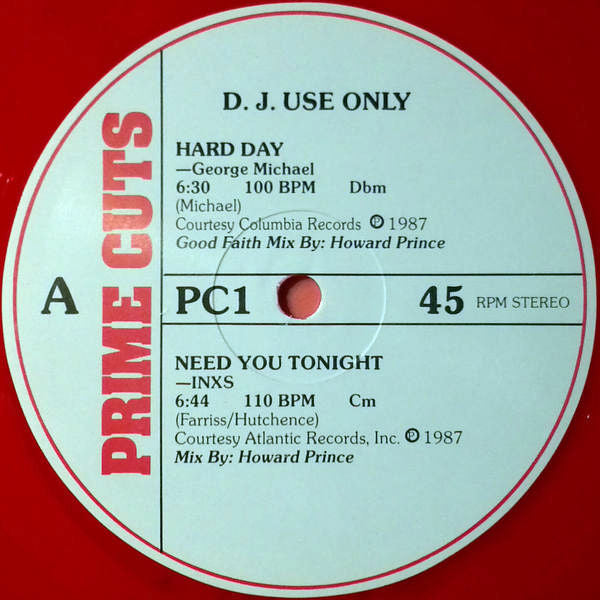 D. J. USE ONLY
HARD DAY
—George Michael
6:30 100 BPM Dbm
(Michael)
Courtesy Columbia Records ℗ 1987
Good Faith Mix By: Howard Prince
PRIME CUTS
A
PC1
45 RPM STEREO
NEED YOU TONIGHT
—INXS
6:44 110 BPM Cm
(Farriss/Hutchence)
Courtesy Atlantic Records, Inc. ℗ 1987
Mix By: Howard Prince